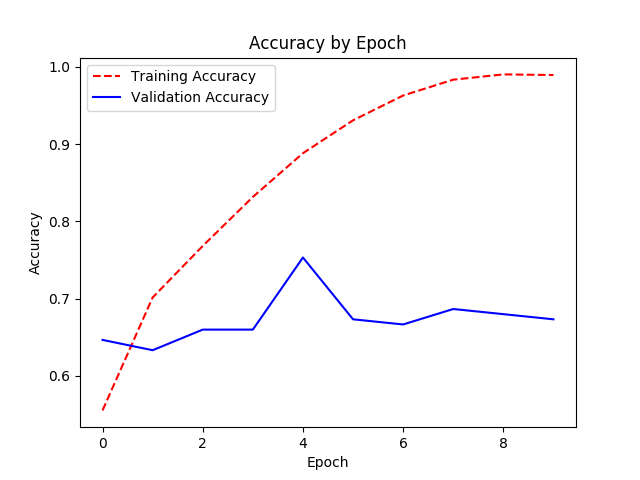 Accuracy by Epoch
Training Accuracy
Validation Accuracy
1.0
0.9
0.8
0.7
0.6
Accuracy
0 2 4 6 8
Epoch